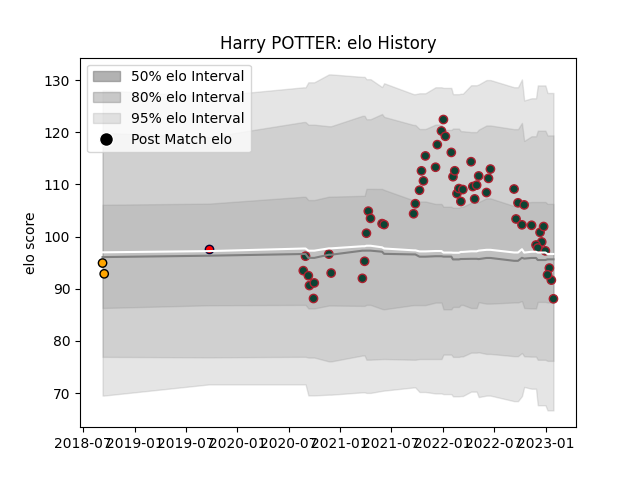 Harry POTTER: elo History
50% elo Interval
80% elo Interval
95% elo Interval
Post Match elo
elo score
130
120
110
100
90
80
70
2018-07 2019-01 2019-07 2020-01 2020-07 2021-01 2021-07 2022-01 2022-07 2023-01